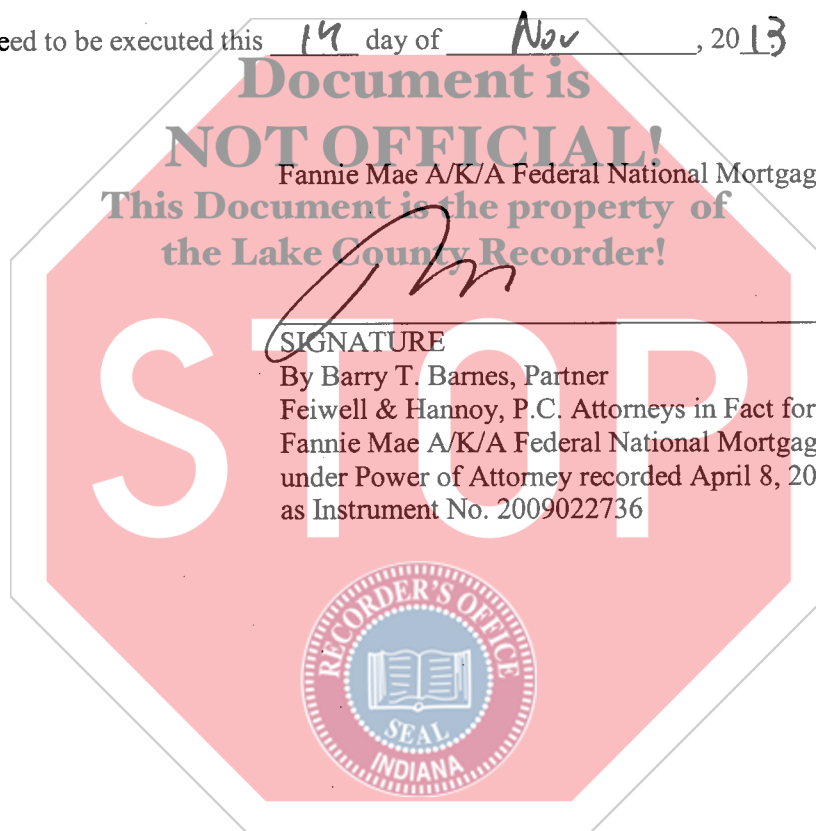 eed to be executed this 14 day of Nov, 2013
Document is
NOT OFFICIAL!
Fannie Mae A/K/A Federal National Mortgag
This Document is the property of
the Lake County Recorder!
STOP
SIGNATURE
By Barry T. Barnes, Partner
Feiwell & Hannoy, P.C. Attorneys in Fact for
Fannie Mae A/K/A Federal National Mortgag
under Power of Attorney recorded April 8, 20
as Instrument No. 2009022736
RECORDER'S OFFICE
SEAL
INDIANA